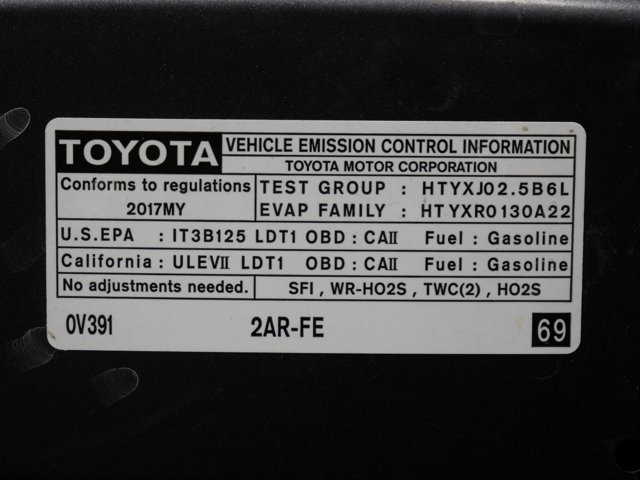 TOYOTA VEHICLE EMISSION CONTROL INFORMATION
TOYOTA MOTOR CORPORATION
Conforms to regulations TEST GROUP : HTYXJ02.5B6L
2017MY EVAP FAMILY : HTYXR0130A22
U.S.EPA : IT3B125 LDT1 OBD : CAII Fuel : Gasoline
California : ULEVII LDT1 OBD : CAII Fuel : Gasoline
No adjustments needed. SFI , WR-HO2S , TWC(2) , HO2S
0V391 2AR-FE 69